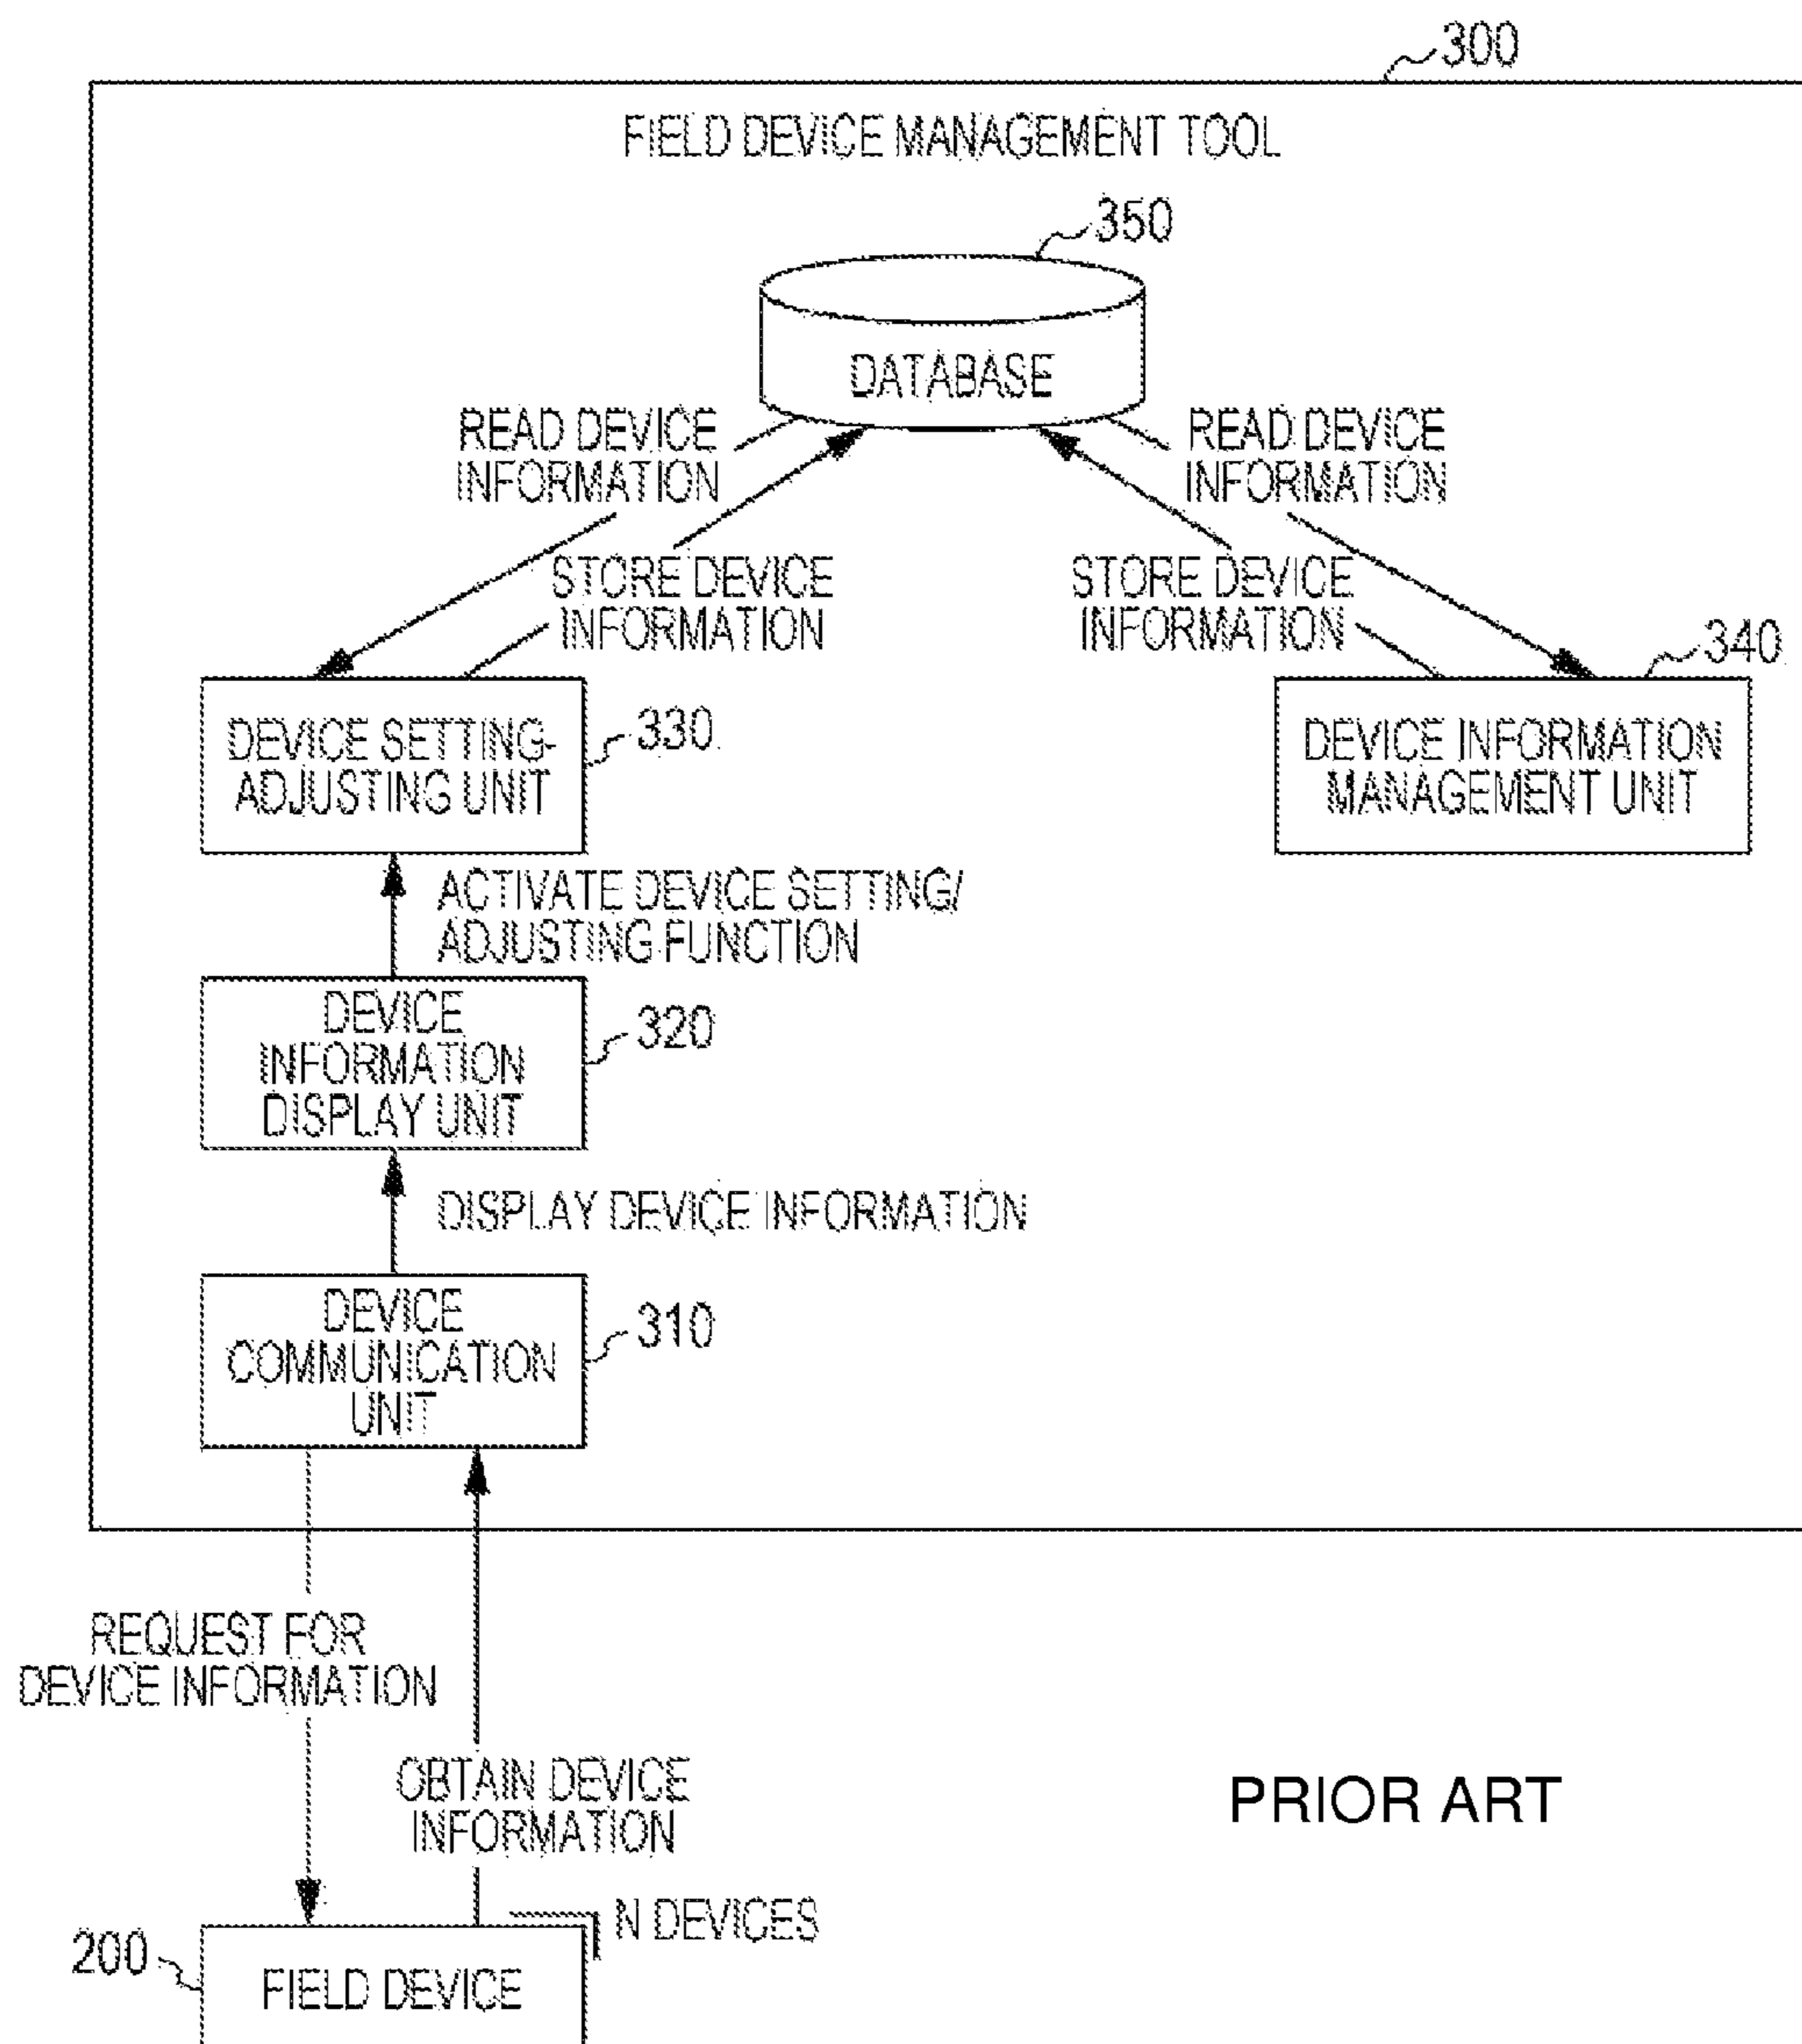 300
FIELD DEVICE MANAGEMENT TOOL
350
DATABASE
READ DEVICE
INFORMATION
READ DEVICE
INFORMATION
STORE DEVICE
INFORMATION
STORE DEVICE
INFORMATION
340
DEVICE SETTING-
ADJUSTING UNIT
330
DEVICE INFORMATION
MANAGEMENT UNIT
ACTIVATE DEVICE SETTING/
ADJUSTING FUNCTION
DEVICE
INFORMATION
DISPLAY UNIT
320
DISPLAY DEVICE INFORMATION
DEVICE
COMMUNICATION
UNIT
310
REQUEST FOR
DEVICE INFORMATION
OBTAIN DEVICE
INFORMATION
PRIOR ART
N DEVICES
200
FIELD DEVICE